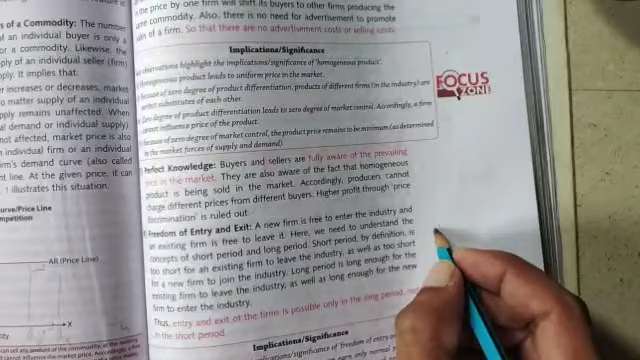 s of a Commodity: The number
of an individual buyer is only a
or a commodity. Likewise, the
pply of an individual seller (firm)
pply. It implies that:
er increases or decreases, market
o matter supply of an individual
pply remains unaffected. When
al demand or individual supply)
not affected, market price is also
n individual firm or an individual
irm's demand curve (also called
nt line. At the given price, it can
1 illustrates this situation.
urve/Price Line
mpetition
AR (Price Line)
X
can sell any amount of the commodity, at the existing
the price by one firm will shift its buyers to other firms producing the
same commodity. Also, there is no need for advertisement to promote
sales of a firm. So that there are no advertisement costs or selling costs.
Implications/Significance
observations highlight the implications/significance of 'homogeneous product'.
Homogeneous product leads to uniform price in the market.
Because of zero degree of product differentiation, products of different firms (in the industry) are
perfect substitutes of each other.
Zero degree of product differentiation leads to zero degree of market control. Accordingly, a firm
cannot influence the price of the product.
Because of zero degree of market control, the product price remains to be minimum (as determined
by the market forces of supply and demand).
FOCUS
ZONE
Perfect Knowledge: Buyers and sellers are fully aware of the prevailing
price in the market. They are also aware of the fact that homogeneous
product is being sold in the market. Accordingly, producers cannot
charge different prices from different buyers. Higher profit through 'price
discrimination' is ruled out.
Freedom of Entry and Exit: A new firm is free to enter the industry and
an existing firm is free to leave it. Here, we need to understand the
concepts of short period and long period. Short period, by definition, is
too short for an existing firm to leave the industry, as well as too short
for a new firm to join the industry. Long period is long enough for the
existing firm to leave the industry, as well as long enough for the new
firm to enter the industry.
Thus, entry and exit of the firms is possible only in the long period, not
in the short period.
Implications/Significance